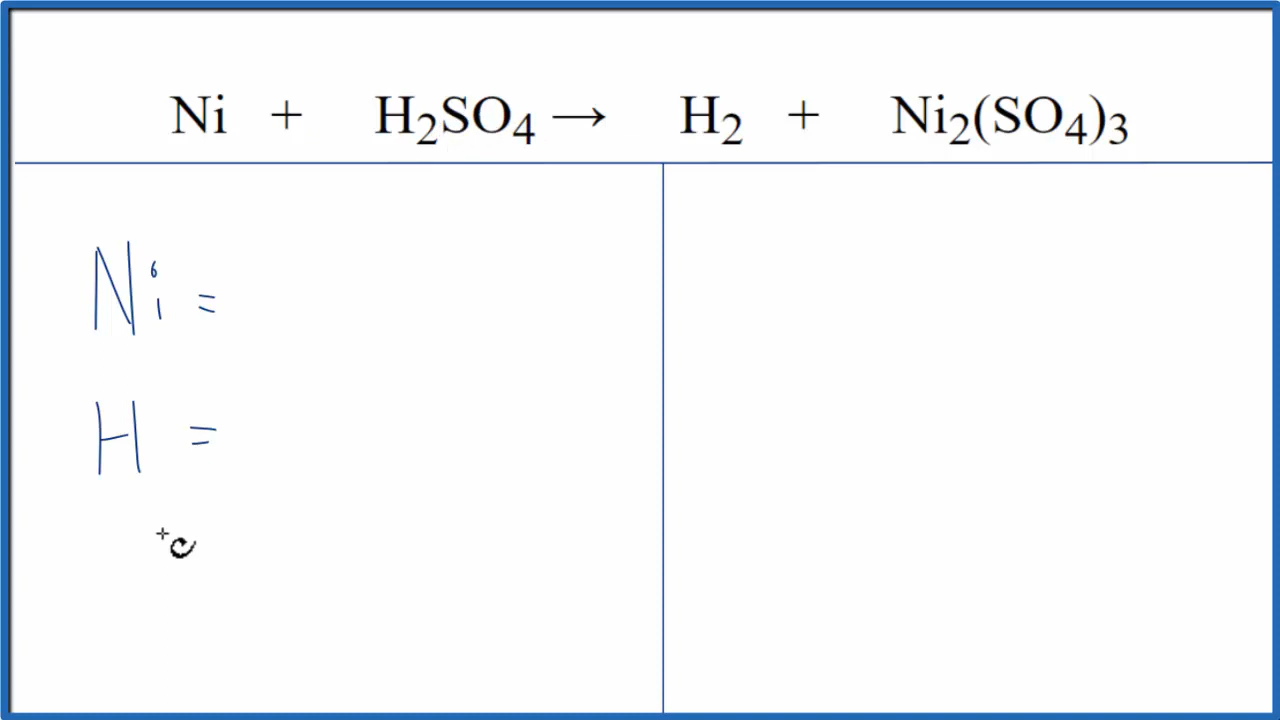 Ni + H₂SO₄ → H₂ + Ni₂(SO₄)₃
Ni =
H =